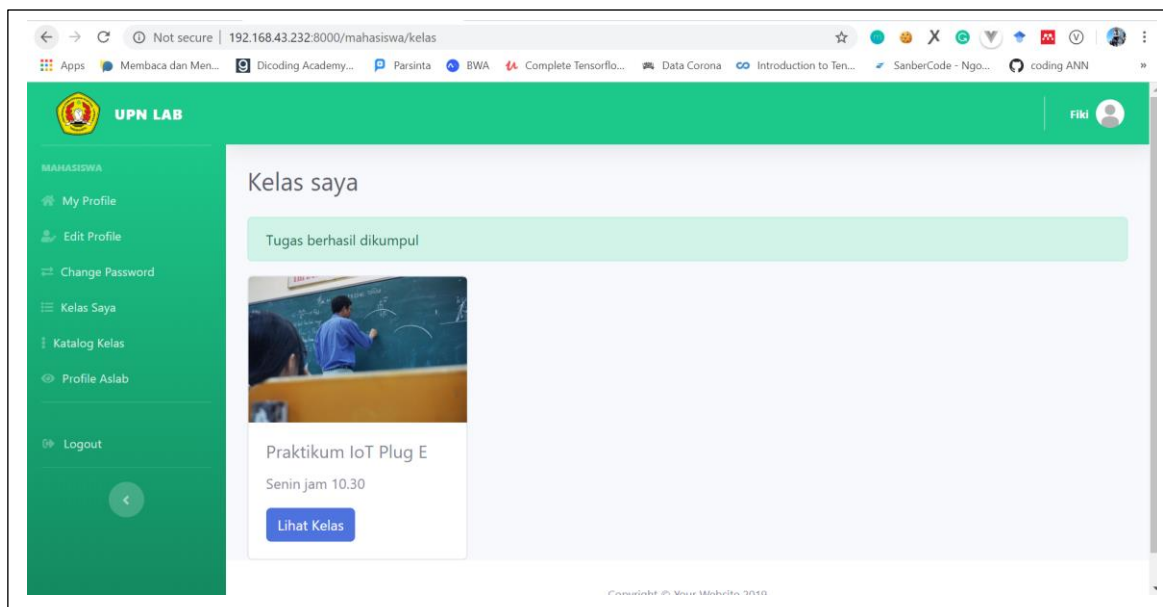 Not secure | 192.168.43.232:8000/mahasiswa/kelas
Apps Membaca dan Men... Dicoding Academy... Parsinta BWA Complete Tensorflo... Data Corona Introduction to Ten... SanberCode - Ngo... coding ANN »
UPN LAB
Fiki
MAHASISWA
My Profile
Edit Profile
Change Password
Kelas Saya
Katalog Kelas
Profile Aslab
Logout
Kelas saya
Tugas berhasil dikumpul
Praktikum IoT Plug E
Senin jam 10.30
Lihat Kelas
Copyright © Your Website 2019